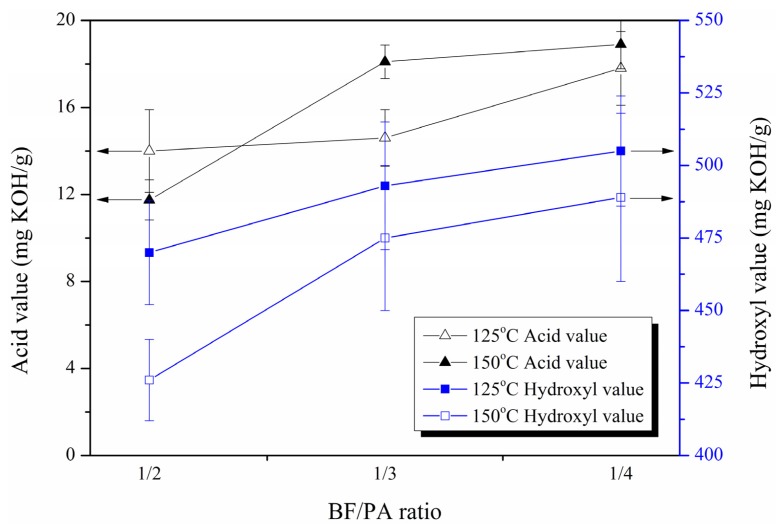 20
16
12
8
4
0
Acid value (mg KOH/g)
550
525
500
475
450
425
400
Hydroxyl value (mg KOH/g)
125°C Acid value
150°C Acid value
125°C Hydroxyl value
150°C Hydroxyl value
1/2 1/3 1/4
BF/PA ratio